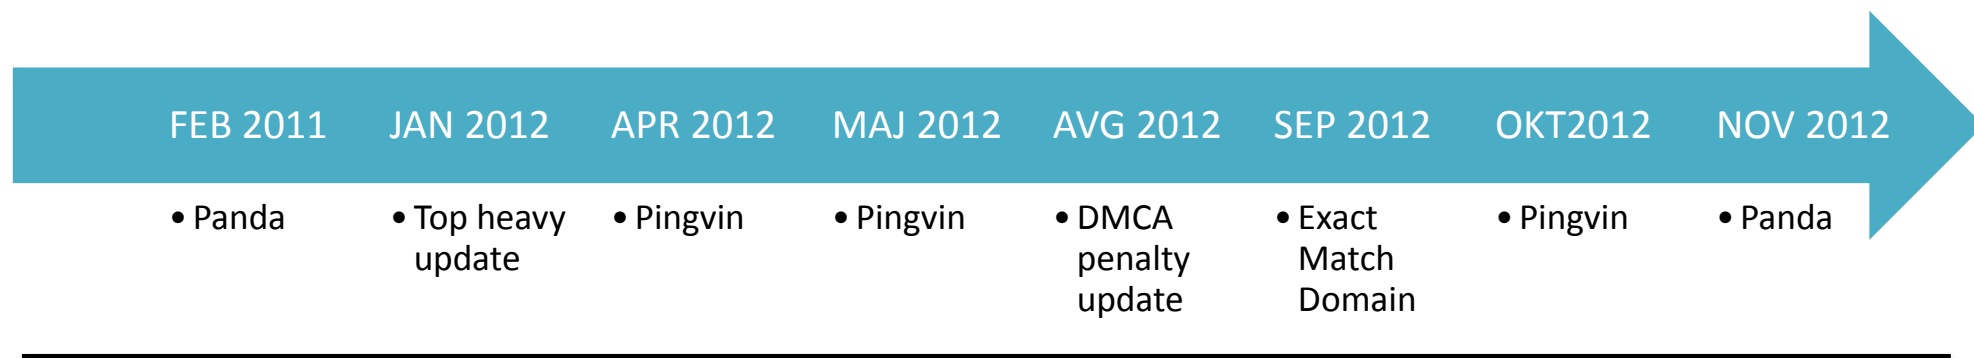 FEB 2011 JAN 2012 APR 2012 MAJ 2012 AVG 2012 SEP 2012 OKT2012 NOV 2012
• Panda
• Top heavy
update
• Pingvin
• Pingvin
• DMCA
penalty
update
• Exact
Match
Domain
• Pingvin
• Panda